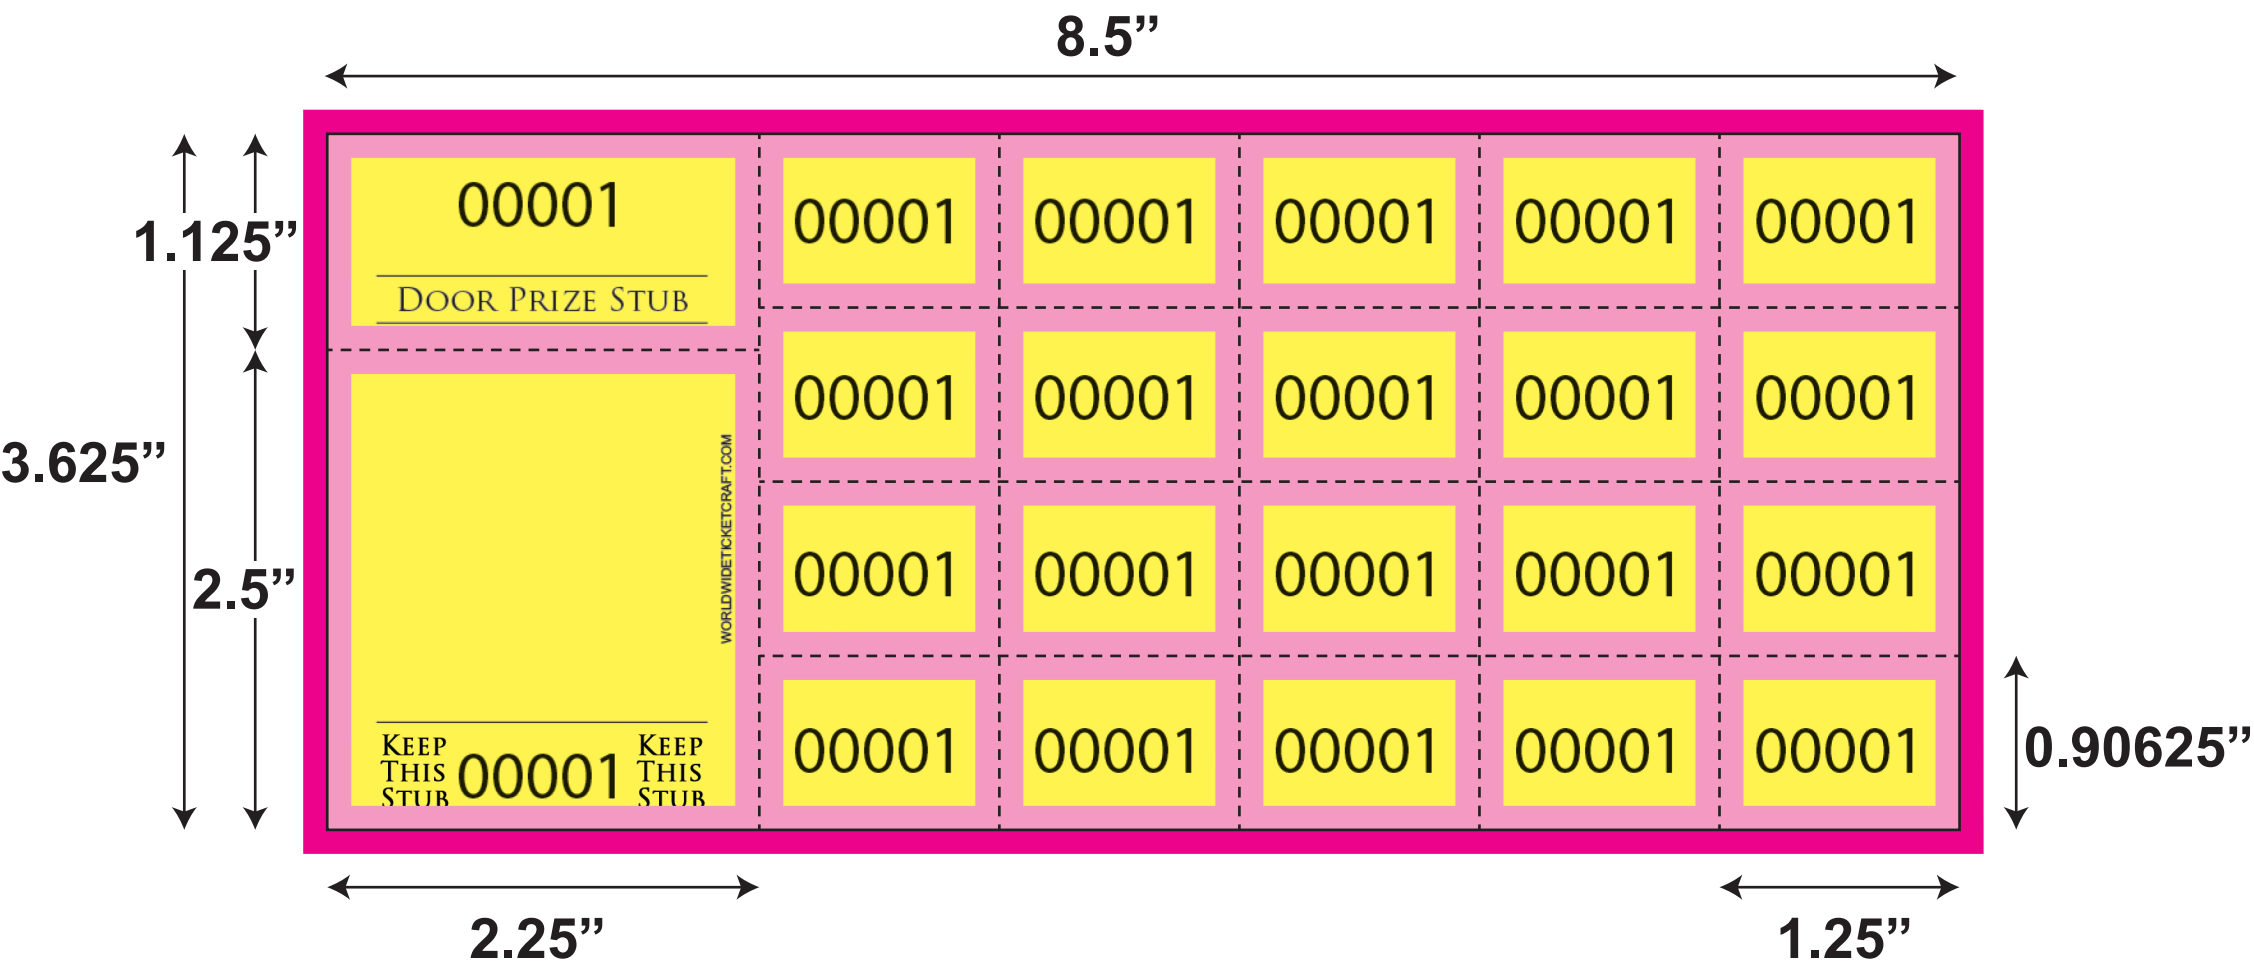 8.5”
1.125”
3.625”
2.5”
00001
DOOR PRIZE STUB
WORLDWIDETICKETCRAFT.COM
KEEP
THIS
STUB
00001
KEEP
THIS
STUB
00001 00001 00001 00001 00001
00001 00001 00001 00001 00001
00001 00001 00001 00001 00001
00001 00001 00001 00001 00001
0.90625”
2.25”
1.25”